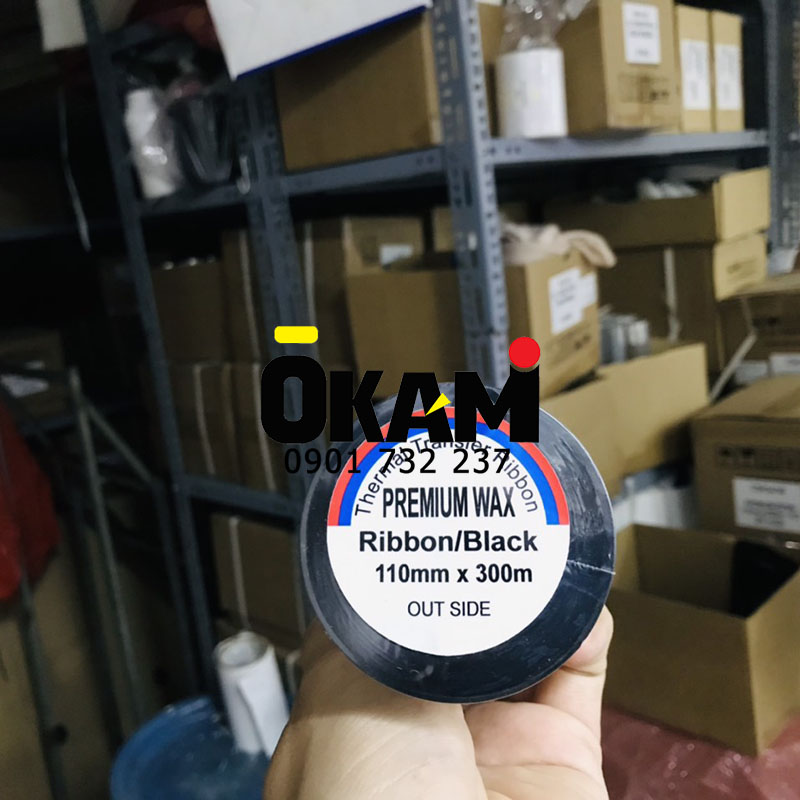 ŌKAMI
0901 732 237
Thermal Transfer Ribbon
PREMIUM WAX
Ribbon/Black
110mm x 300m
OUT SIDE